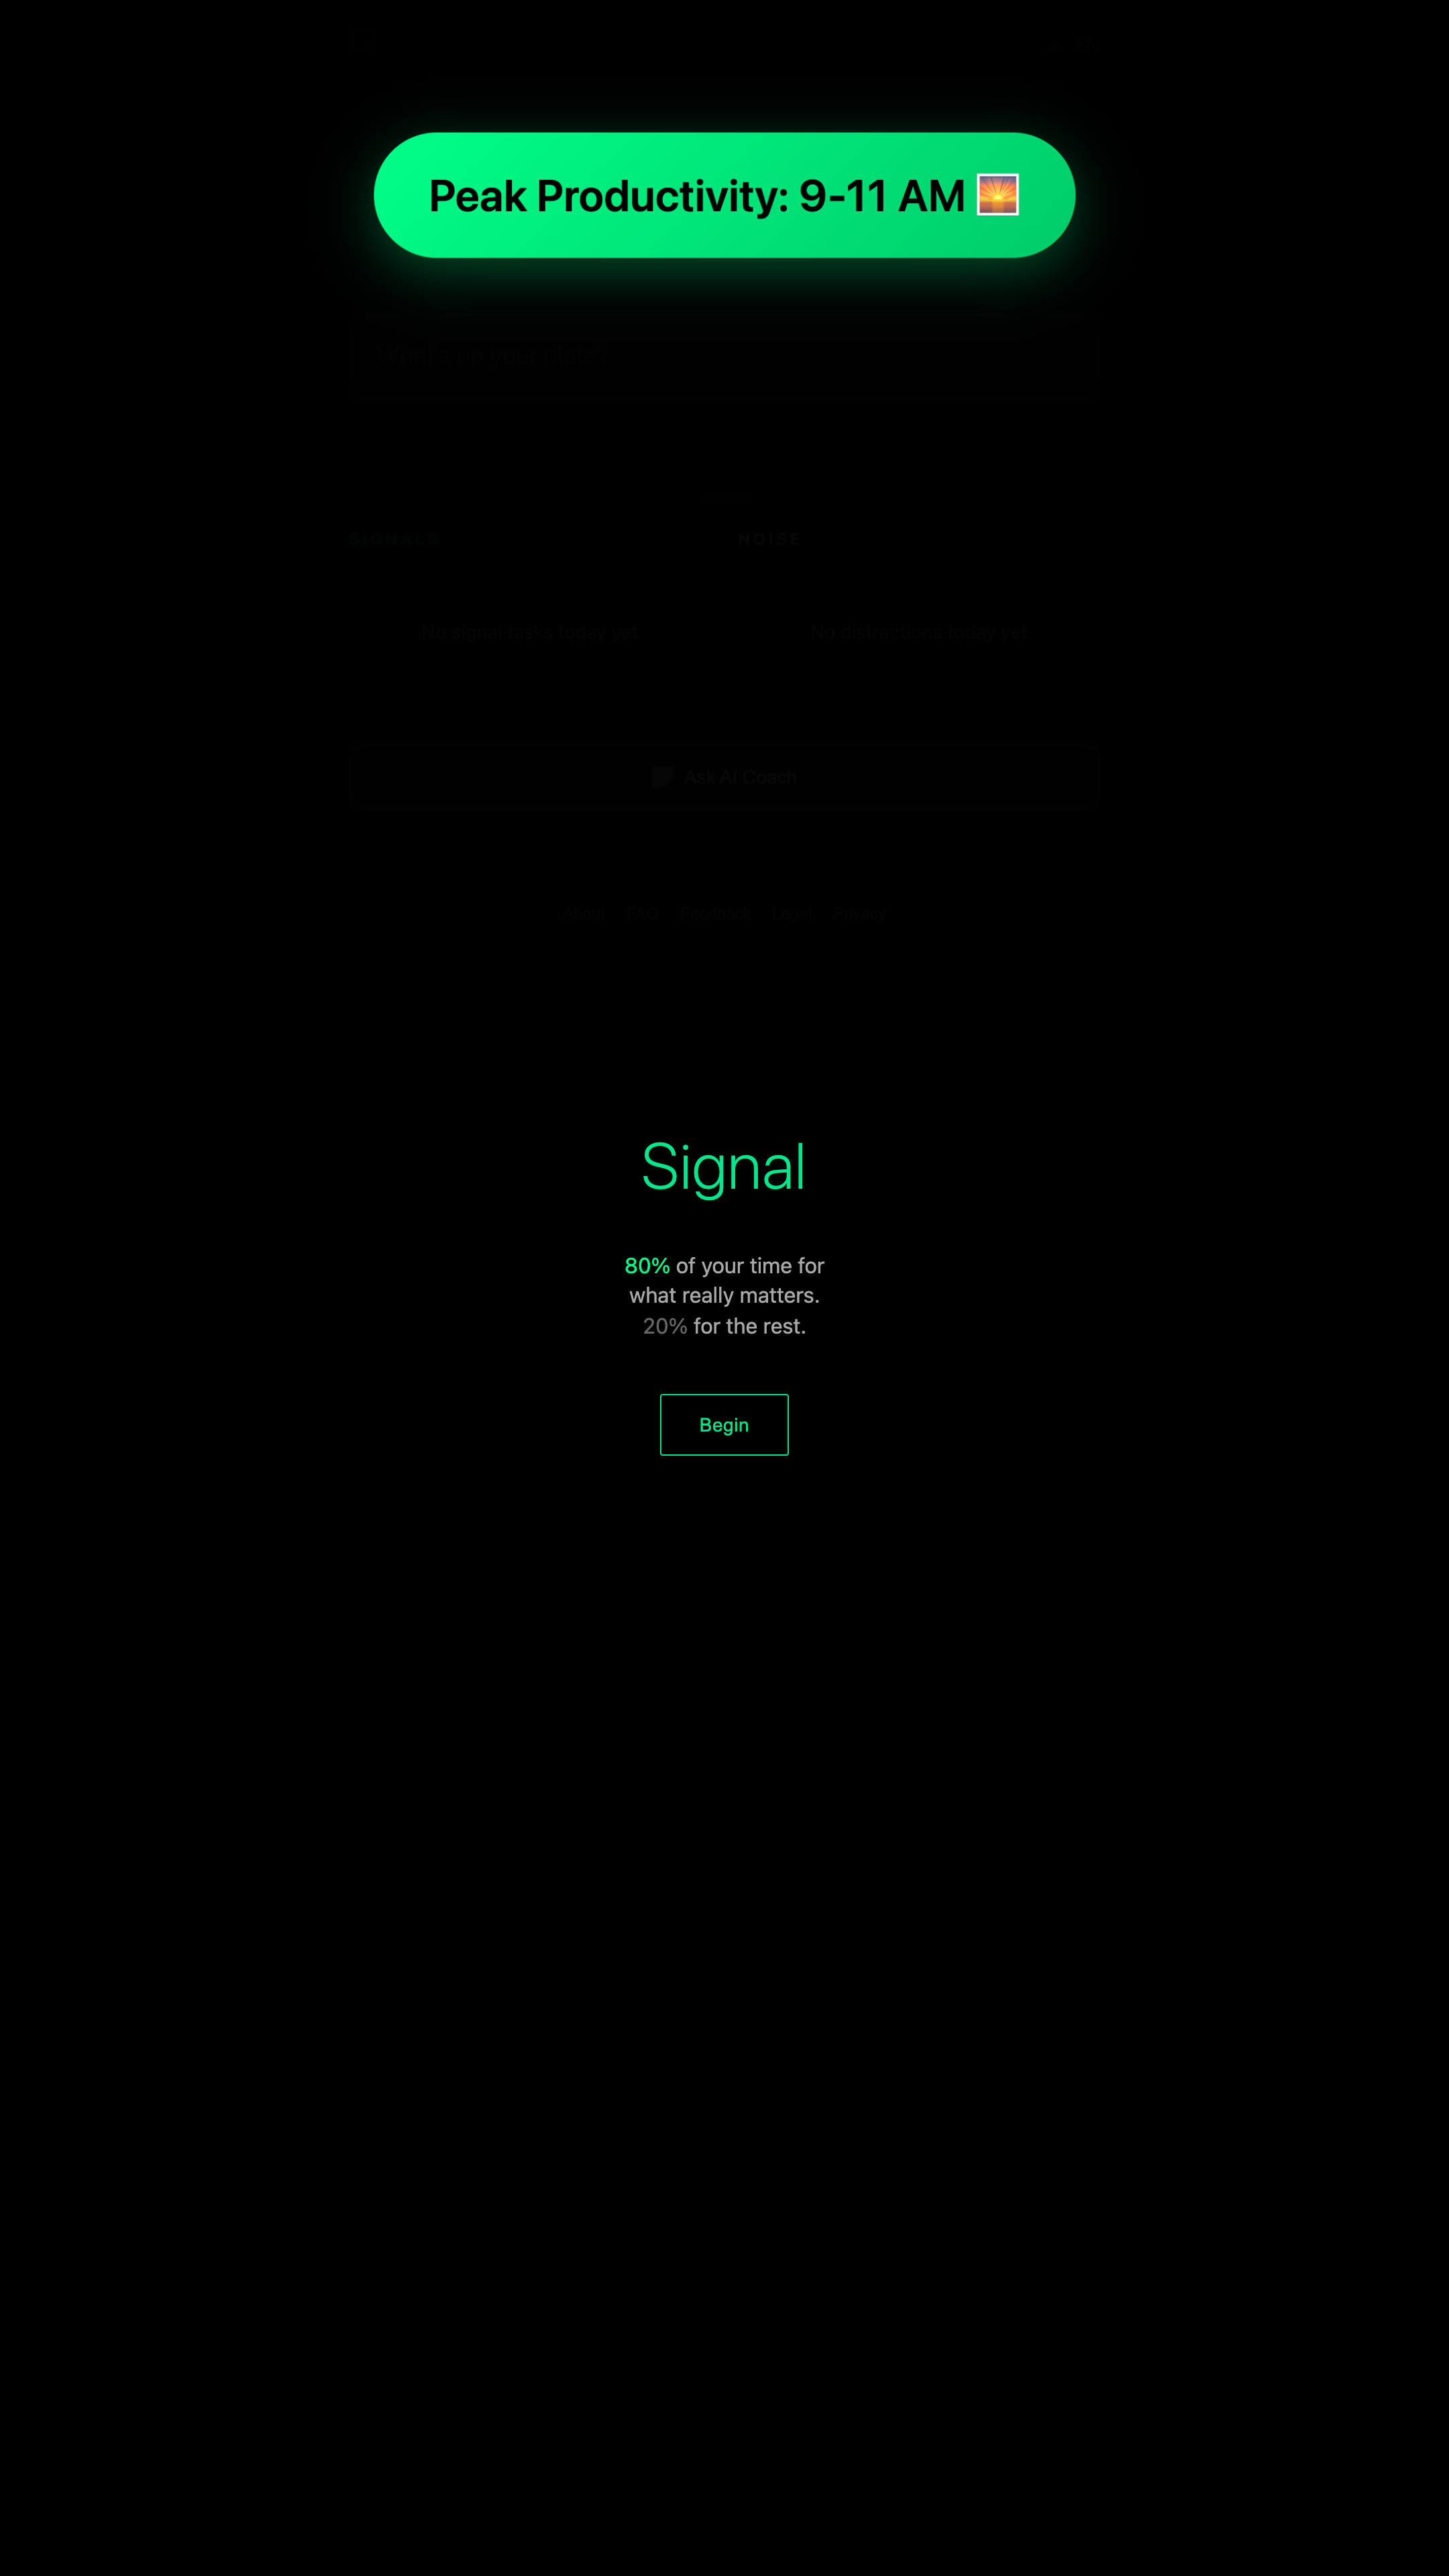 Peak Productivity: 9-11 AM 🌅
What's on your plate?
SIGNALS
NOISE
No signal tasks today yet
No distractions today yet
Ask AI Coach
About FAQ Feedback Legal Privacy
Signal
80% of your time for
what really matters.
20% for the rest.
Begin